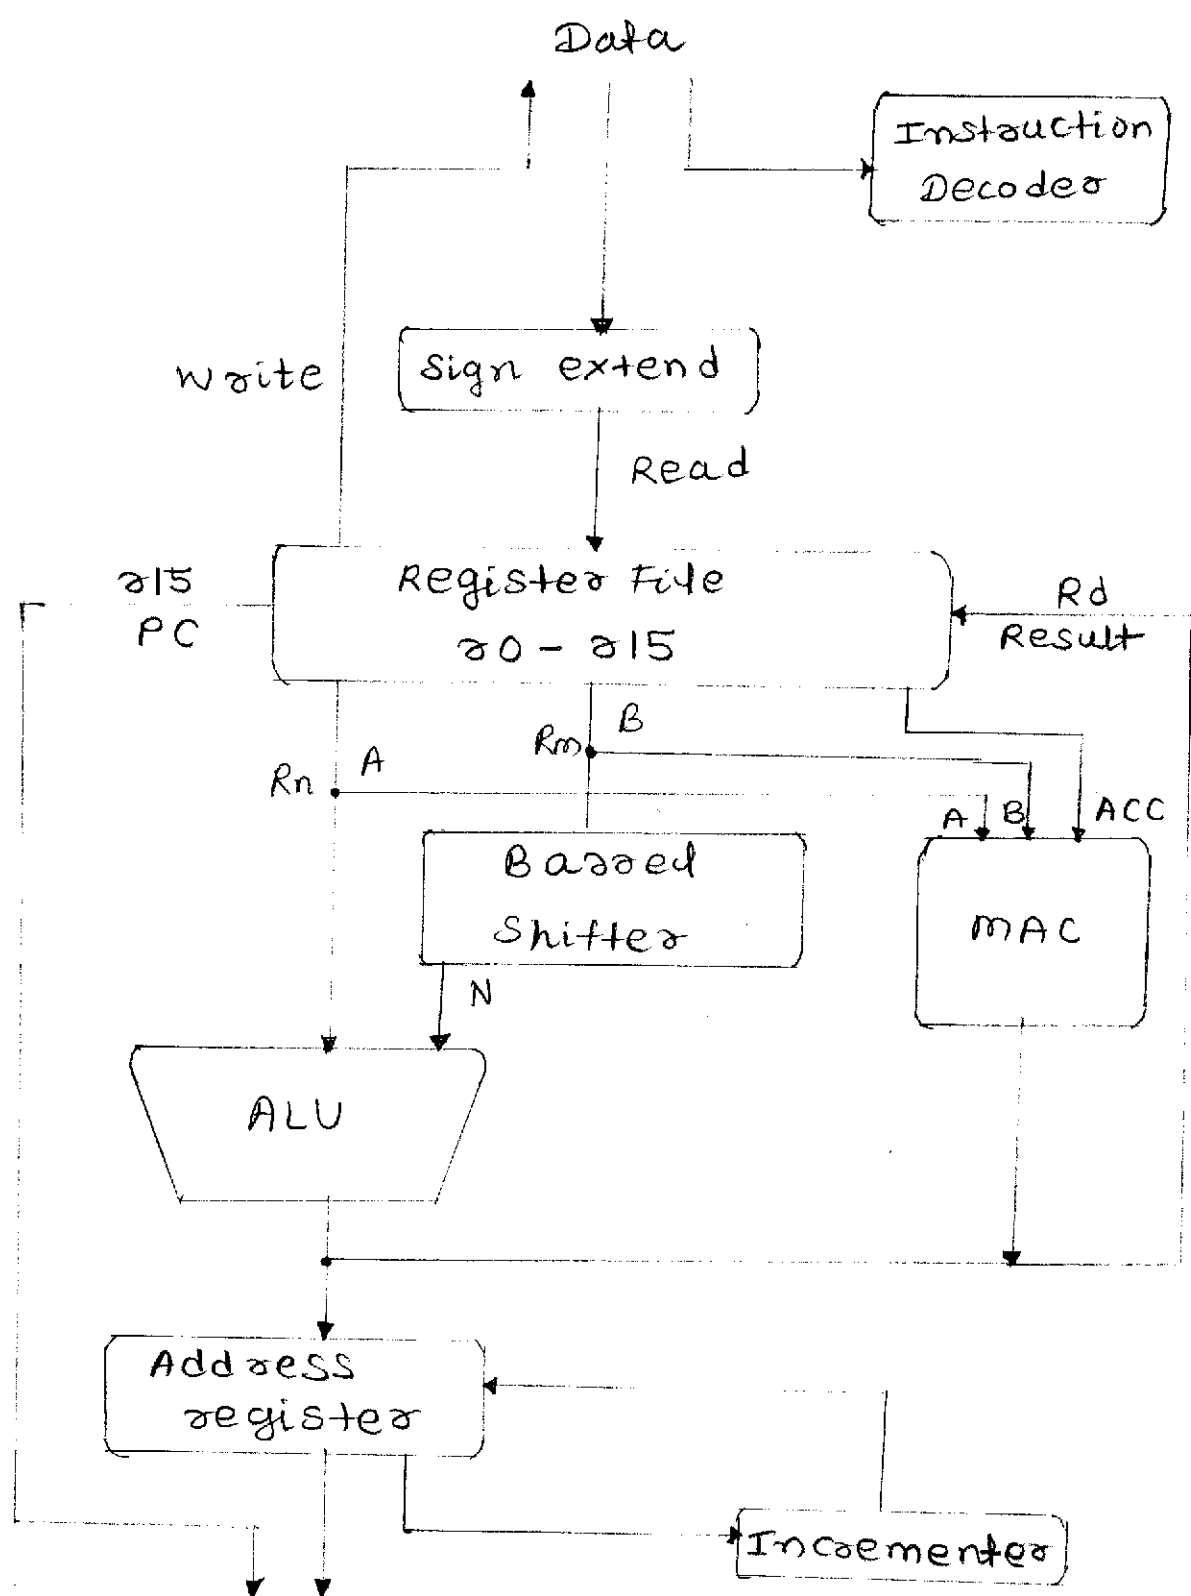 Data
Instruction
Decoder
Write
Sign extend
Read
r15
PC
Register File
r0 - r15
Rd
Result
Rn
A
Rm
B
A
B
ACC
Barrel
Shifter
MAC
N
ALU
Address
register
Incrementer